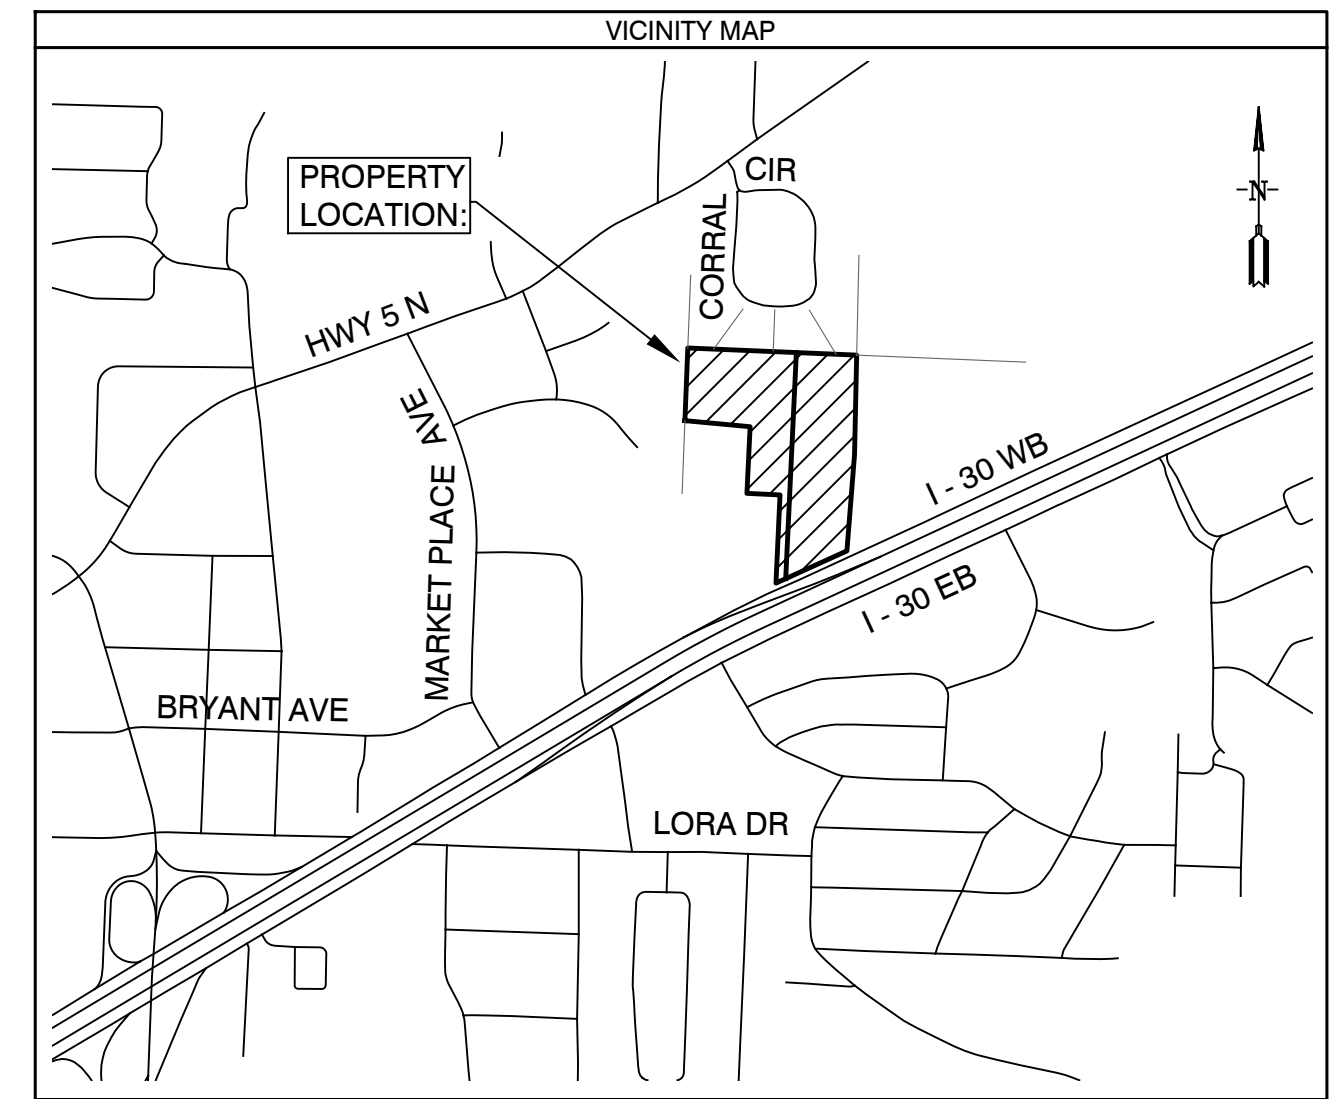 VICINITY MAP
PROPERTY
LOCATION:
CIR
CORRAL
N
HWY 5 N
MARKET PLACE AVE
I - 30 WB
I - 30 EB
BRYANT AVE
LORA DR